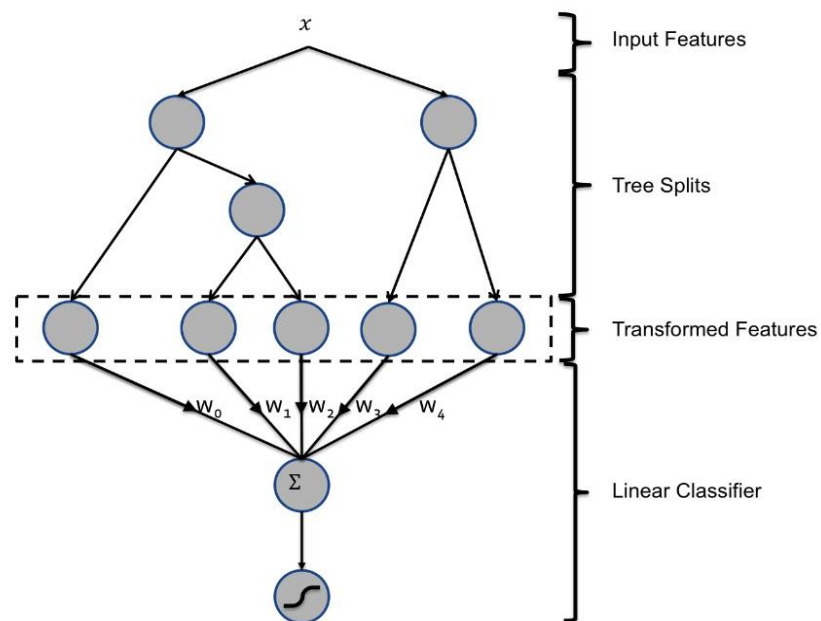 x
Input Features
Tree Splits
Transformed Features
w₀ w₁ w₂ w₃ w₄
Σ
Linear Classifier